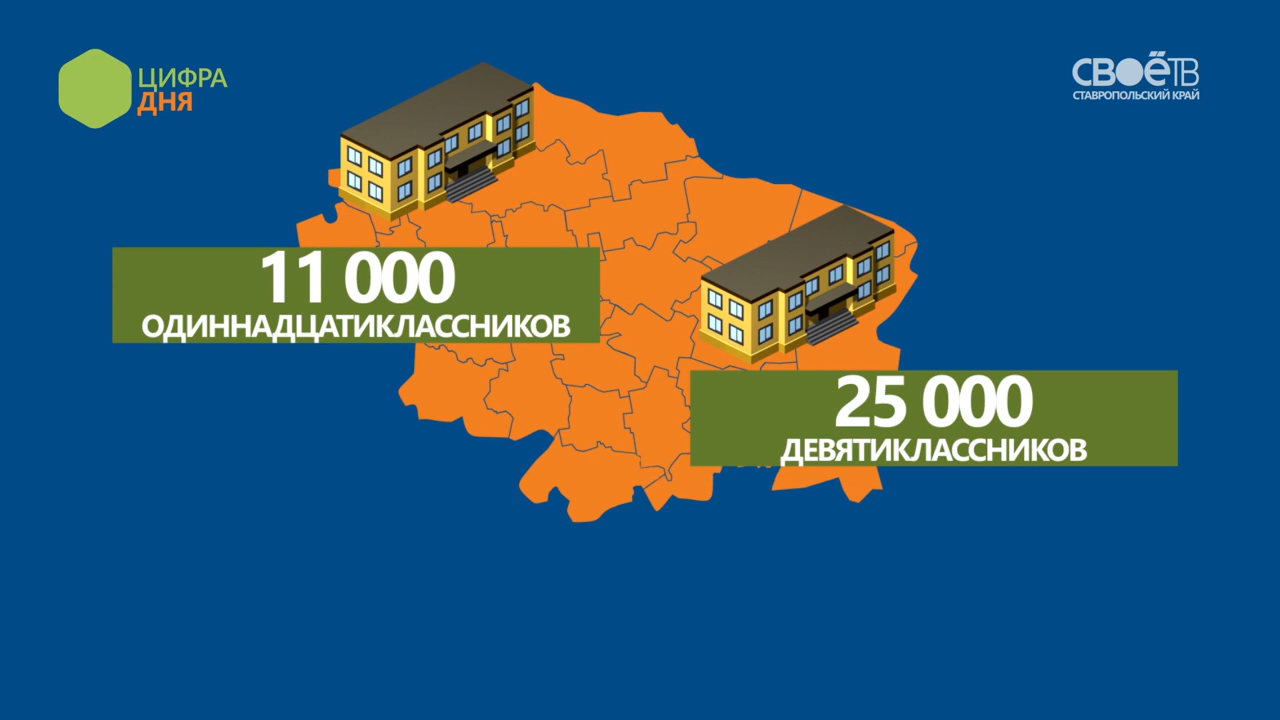 ЦИФРА
ДНЯ
СВОЁТВ
СТАВРОПОЛЬСКИЙ КРАЙ
11 000
ОДИННАДЦАТИКЛАССНИКОВ
25 000
ДЕВЯТИКЛАССНИКОВ